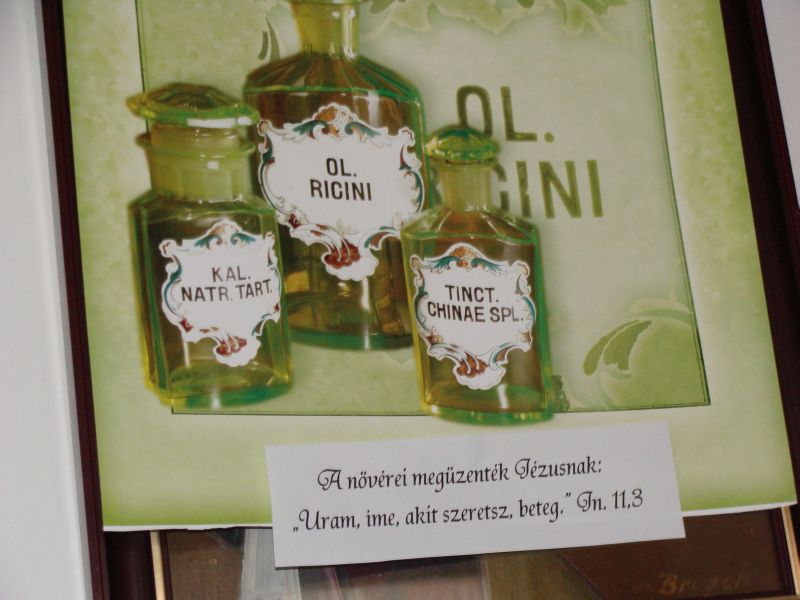 OL.
RICINI
OL.
RICINI
KAL.
NATR. TART.
TINCT.
CHINAE SPL.
A nővérei megüzenték Jézusnak:
„Uram, ime, akit szeretsz, beteg.” Jn. 11,3